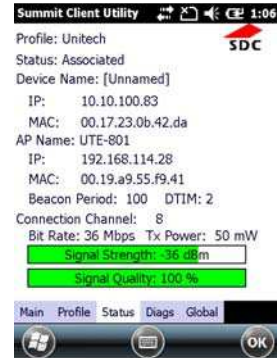 Summit Client Utility 1:06
Profile: Unitech
SDC
Status: Associated
Device Name: [Unnamed]
IP: 10.10.100.83
MAC: 00.17.23.0b.42.da
AP Name: UTE-801
IP: 192.168.114.28
MAC: 00.19.a9.55.f9.41
Beacon Period: 100 DTIM: 2
Connection Channel: 8
Bit Rate: 36 Mbps Tx Power: 50 mW
Signal Strength: -36 dBm
Signal Quality: 100 %
Main Profile Status Diags Global
OK